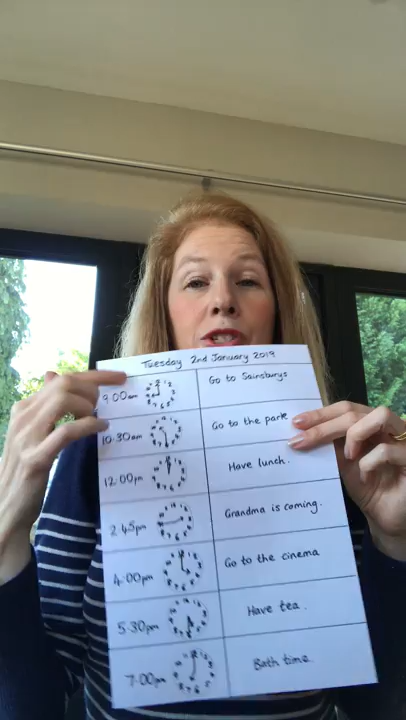 Tuesday 2nd January 2019
9:00am Go to Sainsburys
10:30am Go to the park
12:00pm Have lunch.
2:45pm Grandma is coming.
4:00pm Go to the cinema
5:30pm Have tea.
7:00pm Bath time.